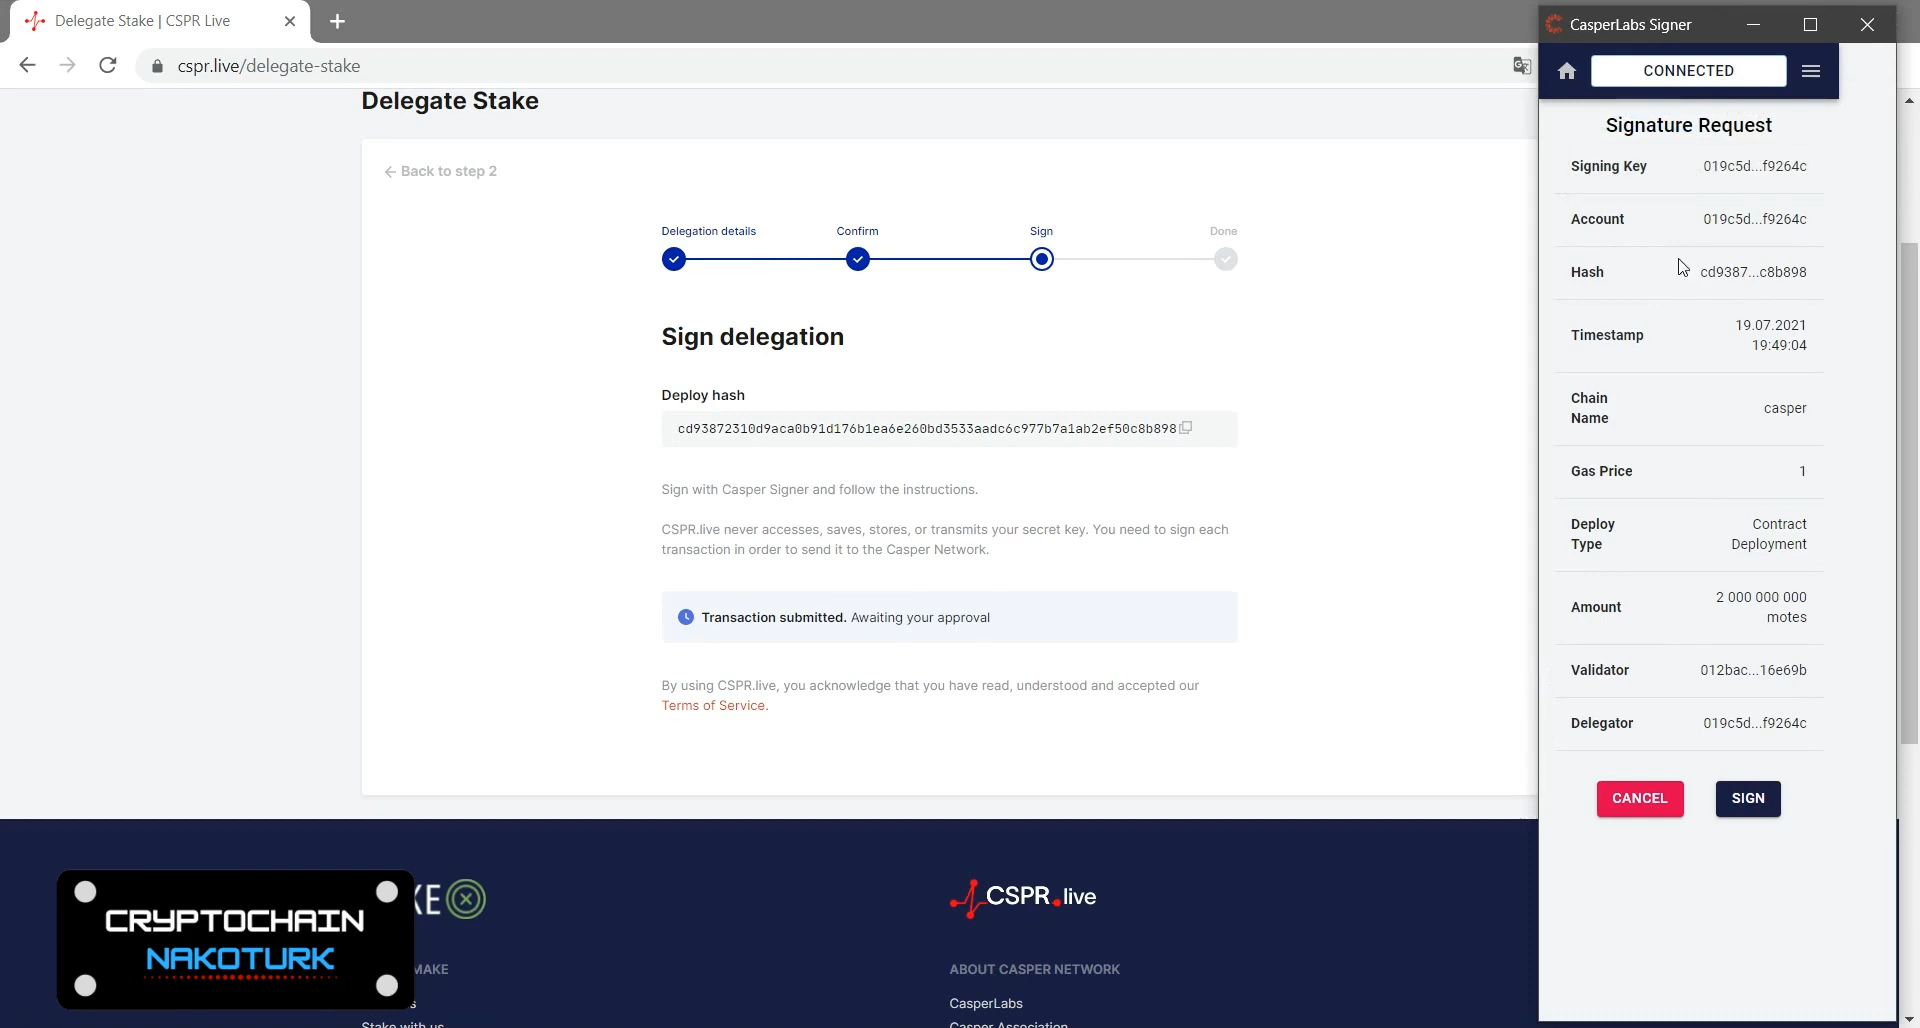 Delegate Stake | CSPR Live
cspr.live/delegate-stake
Delegate Stake
Back to step 2
Delegation details
Confirm
Sign
Done
Sign delegation
Deploy hash
cd93872310d9aca0b91d176b1ea6e260bd3533aadc6c977b7a1ab2ef50c8b898
Sign with Casper Signer and follow the instructions.
CSPR.live never accesses, saves, stores, or transmits your secret key. You need to sign each
transaction in order to send it to the Casper Network.
Transaction submitted. Awaiting your approval
By using CSPR.live, you acknowledge that you have read, understood and accepted our
Terms of Service.
CRYPTOCHAIN
NAKOTURK
KE
MAKE
s
Stake with us
CSPR.live
ABOUT CASPER NETWORK
CasperLabs
Casper Association
CasperLabs Signer
CONNECTED
Signature Request
Signing Key 019c5d...f9264c
Account 019c5d...f9264c
Hash cd9387...c8b898
Timestamp 19.07.2021
19:49:04
Chain
Name casper
Gas Price 1
Deploy
Type Contract
Deployment
Amount 2 000 000 000
motes
Validator 012bac...16e69b
Delegator 019c5d...f9264c
CANCEL SIGN